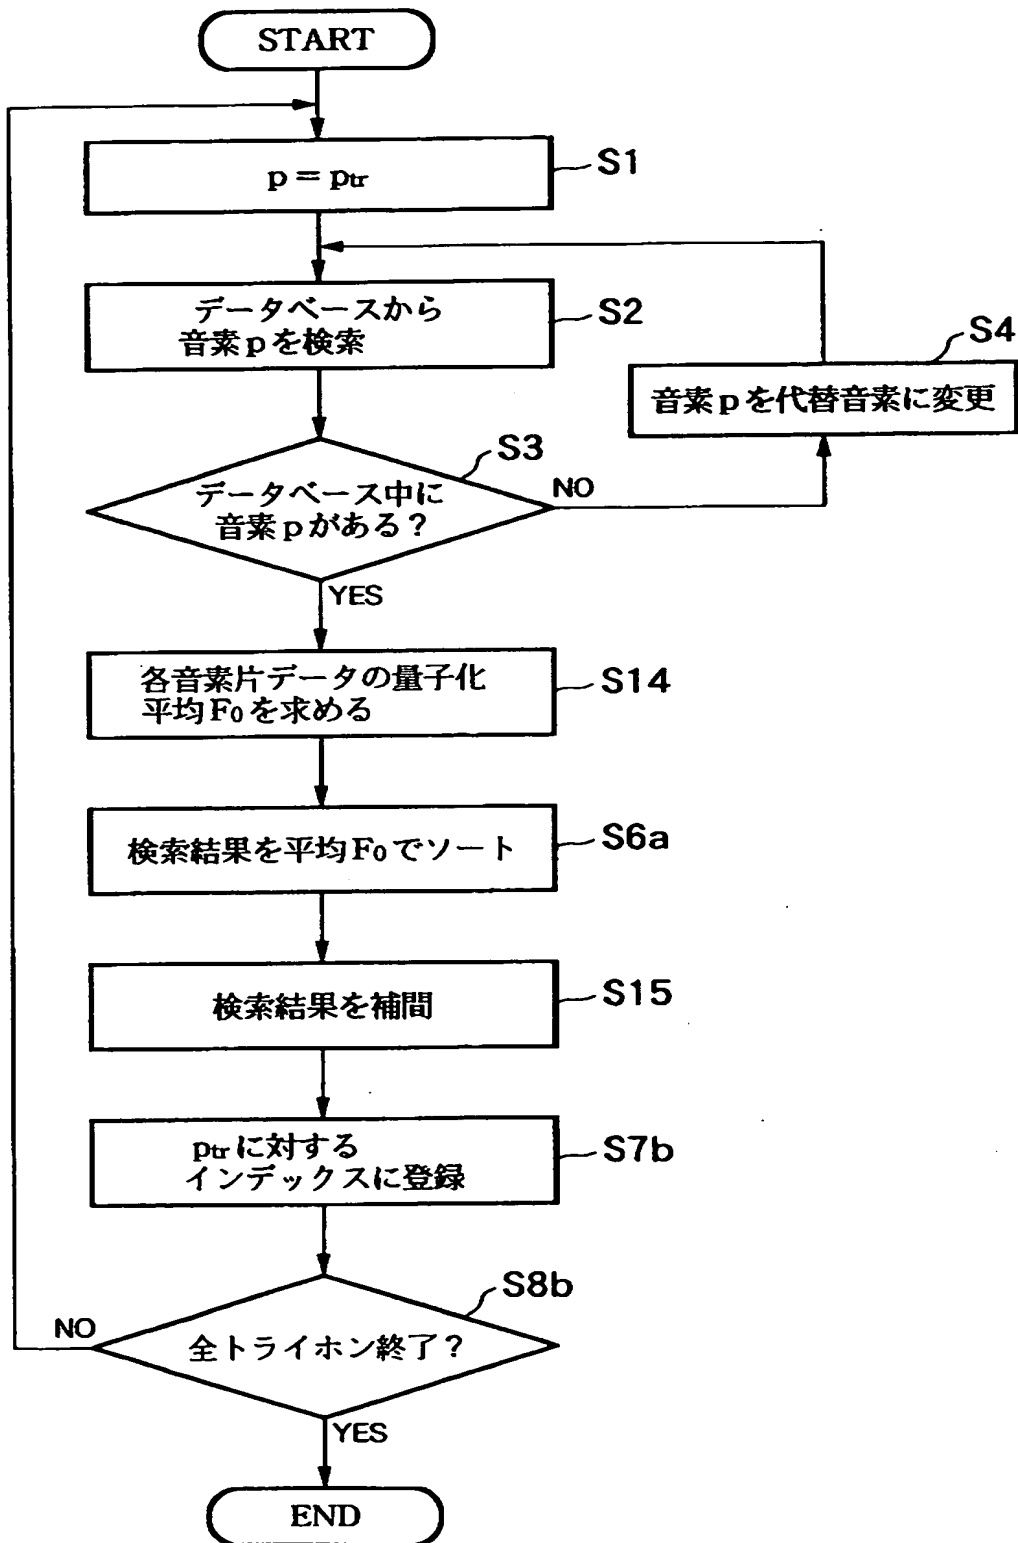 START
p = ptr
S1
データベースから
音素pを検索
S2
音素pを代替音素に変更
S4
データベース中に
音素pがある?
S3
NO
YES
各音素片データの量子化
平均F0を求める
S14
検索結果を平均F0でソート
S6a
検索結果を補間
S15
ptrに対する
インデックスに登録
S7b
全トライホン終了?
S8b
NO
YES
END